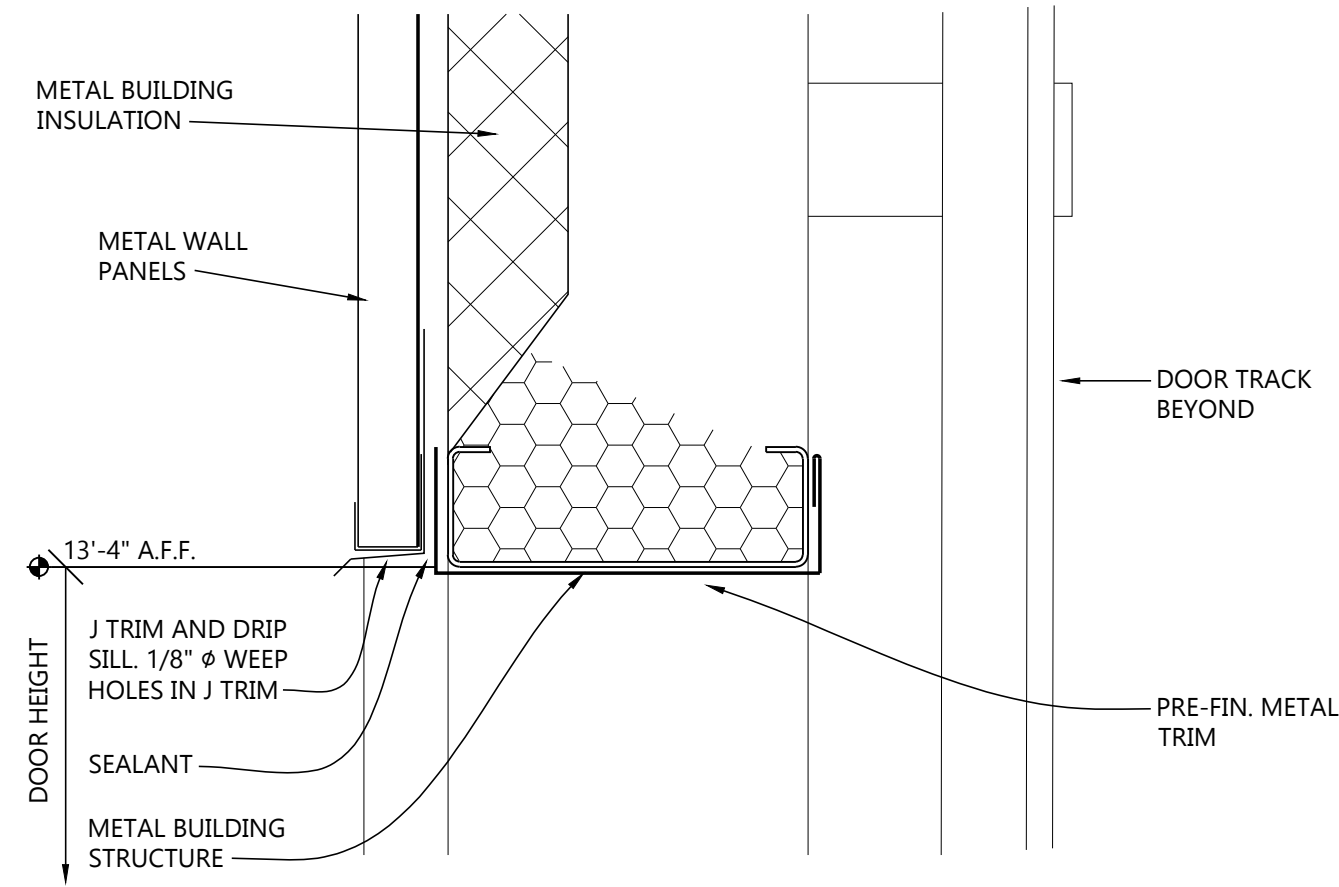 METAL BUILDING
INSULATION
METAL WALL
PANELS
DOOR TRACK
BEYOND
13'-4" A.F.F.
J TRIM AND DRIP
SILL. 1/8" ⌀ WEEP
HOLES IN J TRIM
DOOR HEIGHT
SEALANT
METAL BUILDING
STRUCTURE
PRE-FIN. METAL
TRIM